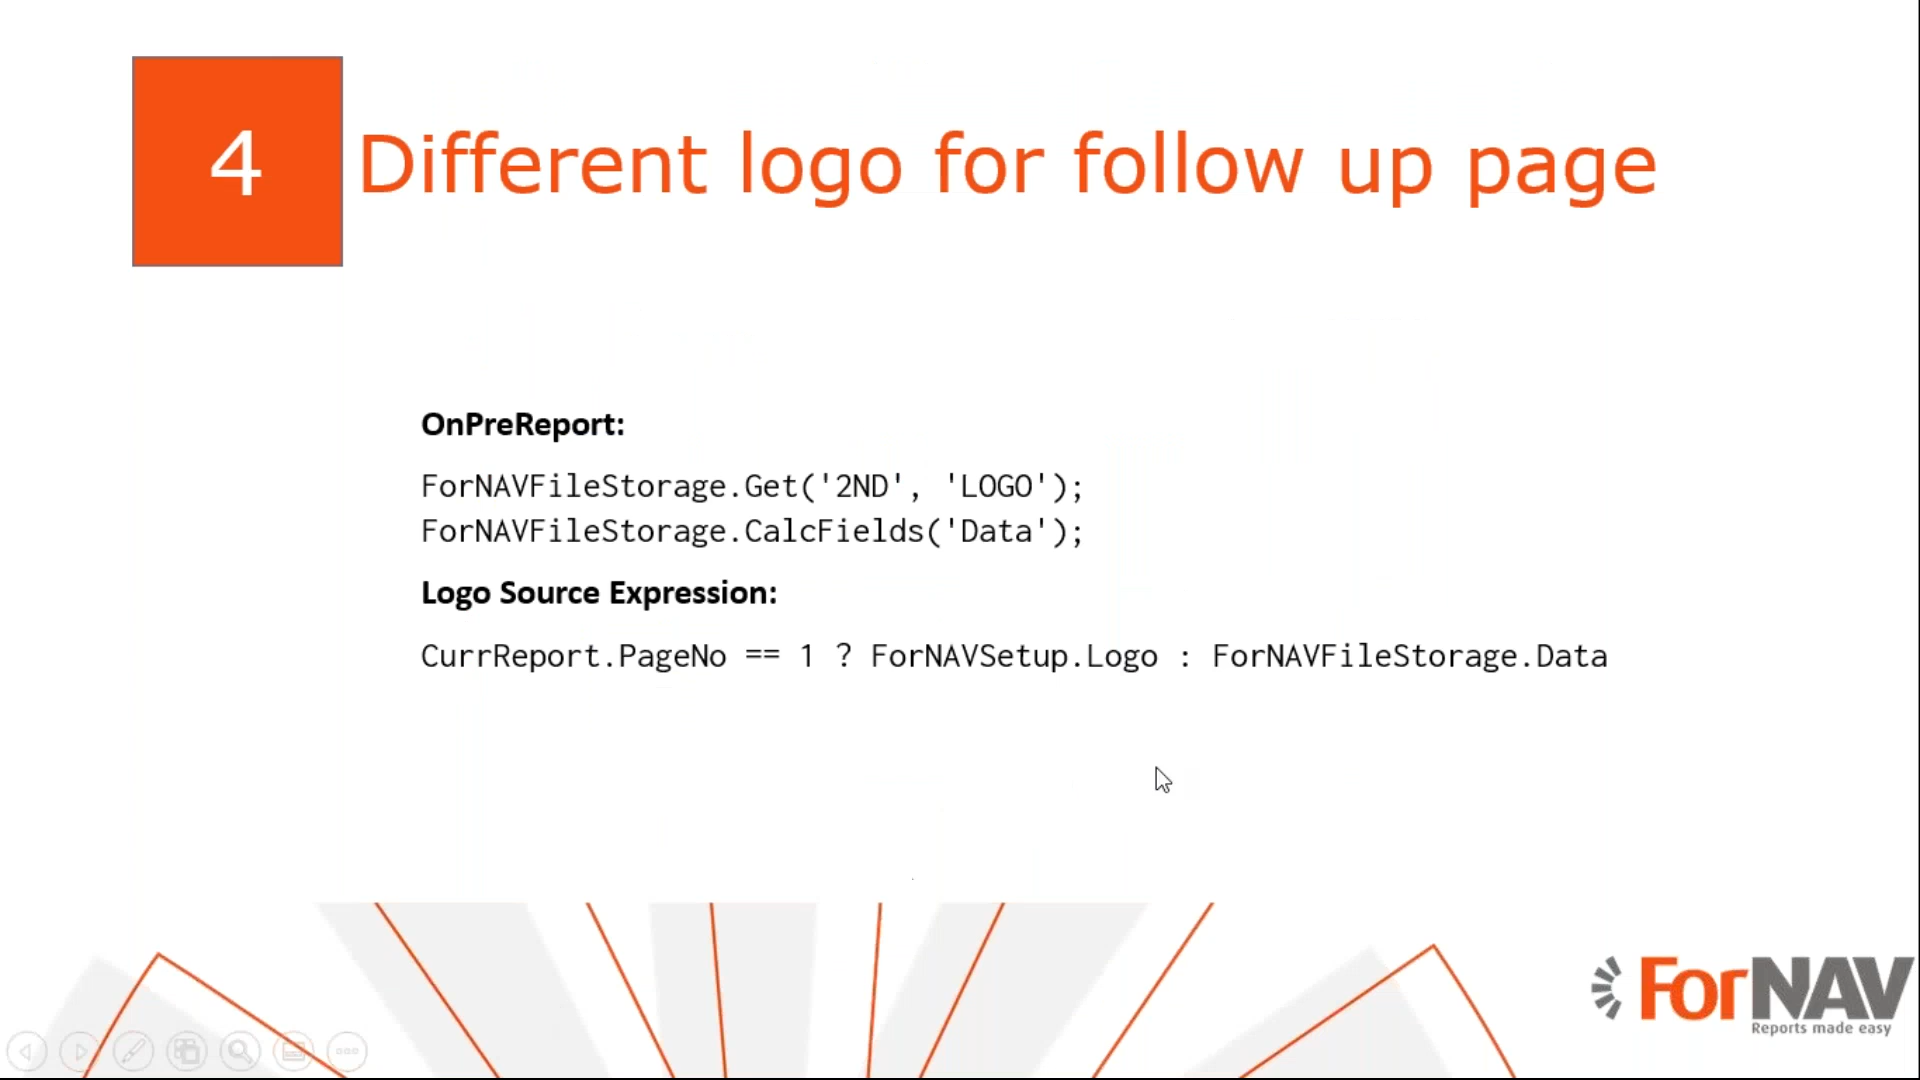 4
Different logo for follow up page
OnPreReport:
ForNAVFileStorage.Get('2ND', 'LOGO');
ForNAVFileStorage.CalcFields('Data');
Logo Source Expression:
CurrReport.PageNo == 1 ? ForNAVSetup.Logo : ForNAVFileStorage.Data
ForNAV
Reports made easy